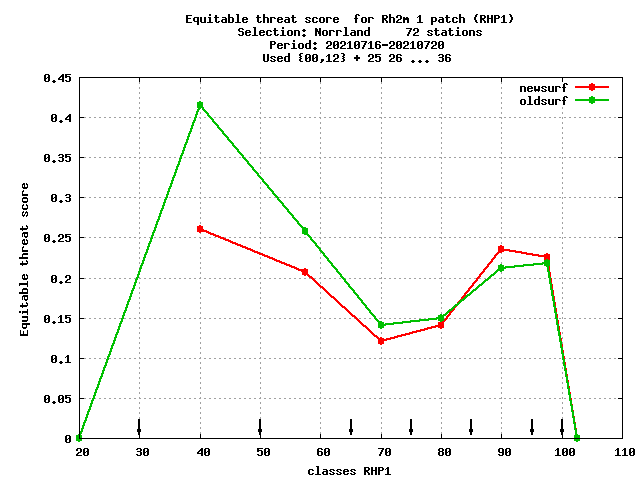 Equitable threat score  for Rh2m 1 patch (RHP1)
Selection: Norrland     72 stations
Period: 20210716-20210720
Used {00,12} + 25 26 ... 36
newsurf
oldsurf
Equitable threat score
0.45
0.4
0.35
0.3
0.25
0.2
0.15
0.1
0.05
0
20 30 40 50 60 70 80 90 100 110
classes RHP1